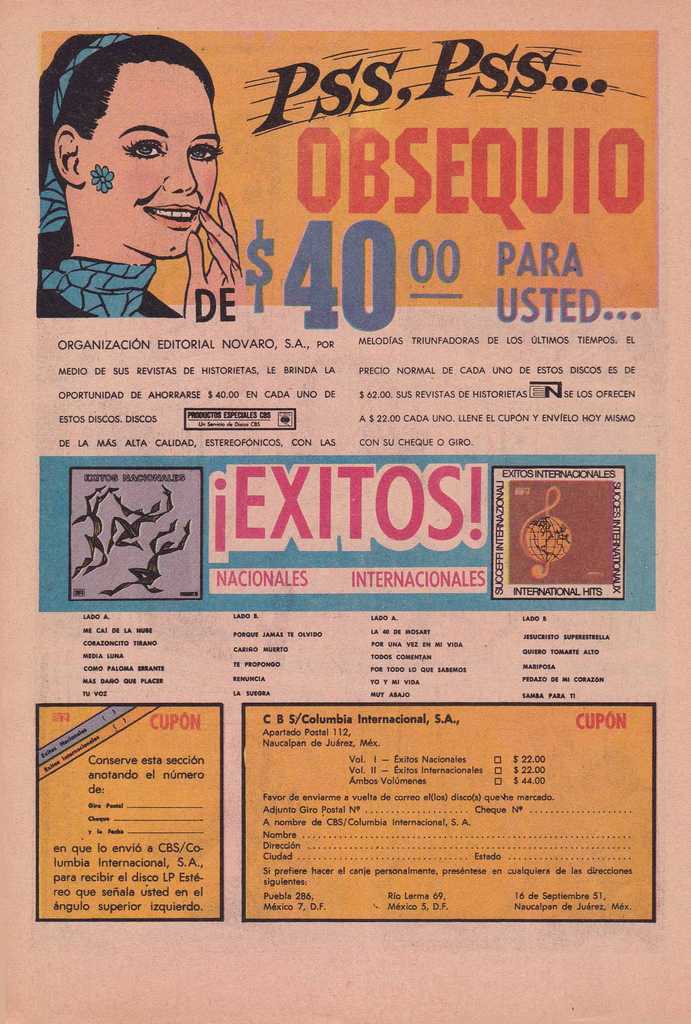 PSS, PSS...
OBSEQUIO
DE $40 00 PARA
USTED...
ORGANIZACIÓN EDITORIAL NOVARO, S.A., POR
MEDIO DE SUS REVISTAS DE HISTORIETAS, LE BRINDA LA
OPORTUNIDAD DE AHORRARSE $ 40.00 EN CADA UNO DE
ESTOS DISCOS. DISCOS PRODUCTOS ESPECIALES CBS
Un Servicio de Discos CBS
DE LA MÁS ALTA CALIDAD, ESTEREOFÓNICOS, CON LAS
MELODÍAS TRIUNFADORAS DE LOS ÚLTIMOS TIEMPOS. EL
PRECIO NORMAL DE CADA UNO DE ESTOS DISCOS ES DE
$ 62.00. SUS REVISTAS DE HISTORIETAS EN SE LOS OFRECEN
A $ 22.00 CADA UNO. LLENE EL CUPÓN Y ENVÍELO HOY MISMO
CON SU CHEQUE O GIRO.
EXITOS NACIONALES
¡EXITOS!
NACIONALES INTERNACIONALES
EXITOS INTERNACIONALES
SUCCESI INTERNAZIONALI
SUCCES INTERNATIONAUX
INTERNATIONAL HITS
LADO A.
ME CAÍ DE LA NUBE
CORAZONCITO TIRANO
MEDIA LUNA
COMO PALOMA ERRANTE
MAS DAÑO QUE PLACER
TU VOZ
LADO B.
PORQUE JAMAS TE OLVIDO
CARIÑO MUERTO
TE PROPONGO
RENUNCIA
LA SUEGRA
LADO A.
LA 40 DE MOSART
POR UNA VEZ EN MI VIDA
TODOS COMENTAN
POR TODO LO QUE SABEMOS
YO Y MI VIDA
MUY ABAJO
LADO B
JESUCRISTO SUPERESTRELLA
QUIERO TOMARTE ALTO
MARIPOSA
PEDAZO DE MI CORAZÓN
SAMBA PARA TI
Exitos Nacionales ( )
Exitos Internacionales ( )
CUPÓN
Conserve esta sección
anotando el número
de:
Giro Postal
Cheque
y la Fecha
en que lo envió a CBS/Co-
lumbia Internacional, S.A.,
para recibir el disco LP Esté-
reo que señala usted en el
ángulo superior izquierdo.
C B S/Columbia Internacional, S.A., CUPÓN
Apartado Postal 112,
Naucalpan de Juárez, Méx.
Vol. I — Éxitos Nacionales □ $ 22.00
Vol. II — Éxitos Internacionales □ $ 22.00
Ambos Volúmenes □ $ 44.00
Favor de enviarme a vuelta de correo el(los) disco(s) que he marcado.
Adjunto Giro Postal Nº Cheque Nº
A nombre de CBS/Columbia Internacional, S. A.
Nombre
Dirección
Ciudad Estado
Si prefiere hacer el canje personalmente, preséntese en cualquiera de las direcciones
siguientes:
Puebla 286, Río Lerma 69, 16 de Septiembre 51,
México 7, D.F. México 5, D.F. Naucalpan de Juárez, Méx.